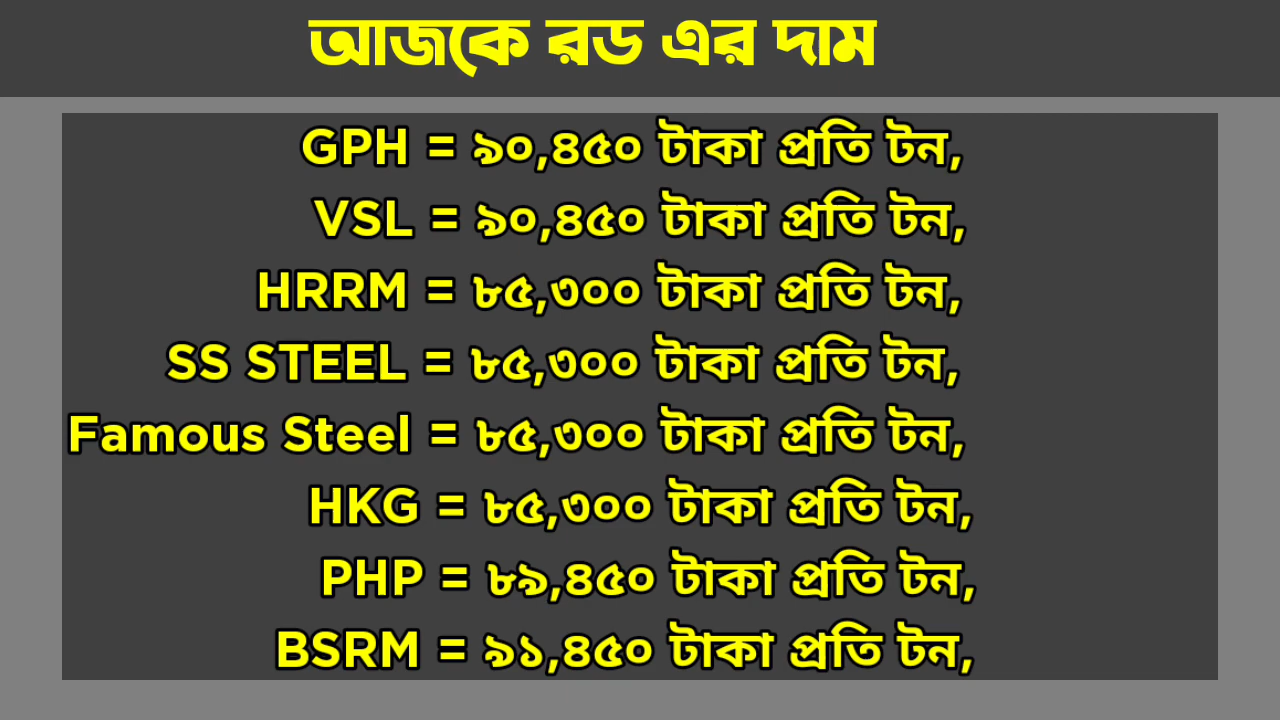 আজকে রড এর দাম
GPH = ৯০,৪৫০ টাকা প্রতি টন,
VSL = ৯০,৪৫০ টাকা প্রতি টন,
HRRM = ৮৫,৩০০ টাকা প্রতি টন,
SS STEEL = ৮৫,৩০০ টাকা প্রতি টন,
Famous Steel = ৮৫,৩০০ টাকা প্রতি টন,
HKG = ৮৫,৩০০ টাকা প্রতি টন,
PHP = ৮৯,৪৫০ টাকা প্রতি টন,
BSRM = ৯১,৪৫০ টাকা প্রতি টন,